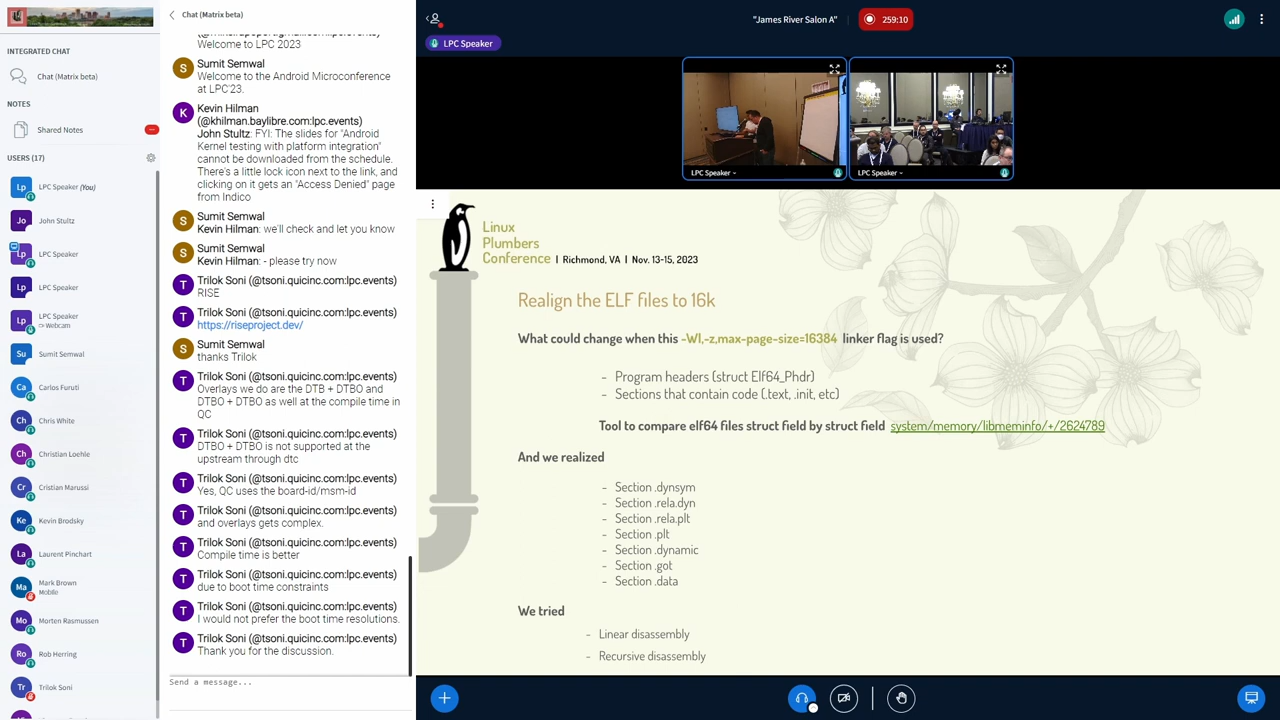 INTEGRATED CHAT
Chat (Matrix beta)
NOTES
Shared Notes
USERS (17)
Lp LPC Speaker (You)
Jo John Stultz
Lp LPC Speaker
Lp LPC Speaker
Lp LPC Speaker
=> Webcam
Su Sumit Semwal
Ca Carlos Furuti
Ch Chris White
Ch Christian Loehle
Cr Cristian Marussi
Ke Kevin Brodsky
La Laurent Pinchart
Ma Mark Brown
Mobile
Mo Morten Rasmussen
Ro Rob Herring
Tr Trilok Soni
Chat (Matrix beta)
Welcome to LPC 2023
S Sumit Semwal
Welcome to the Android Microconference
at LPC'23.
K Kevin Hilman
(@khilman.baylibre.com:lpc.events)
John Stultz: FYI: The slides for "Android
Kernel testing with platform integration"
cannot be downloaded from the schedule.
There's a little lock icon next to the link, and
clicking on it gets an "Access Denied" page
from Indico
S Sumit Semwal
Kevin Hilman: we'll check and let you know
S Sumit Semwal
Kevin Hilman: - please try now
T Trilok Soni (@tsoni.quicinc.com:lpc.events)
RISE
T Trilok Soni (@tsoni.quicinc.com:lpc.events)
https://riseproject.dev/
S Sumit Semwal
thanks Trilok
T Trilok Soni (@tsoni.quicinc.com:lpc.events)
Overlays we do are the DTB + DTBO and
DTBO + DTBO as well at the compile time in
QC
T Trilok Soni (@tsoni.quicinc.com:lpc.events)
DTBO + DTBO is not supported at the
upstream through dtc
T Trilok Soni (@tsoni.quicinc.com:lpc.events)
Yes, QC uses the board-id/msm-id
T Trilok Soni (@tsoni.quicinc.com:lpc.events)
and overlays gets complex.
T Trilok Soni (@tsoni.quicinc.com:lpc.events)
Compile time is better
T Trilok Soni (@tsoni.quicinc.com:lpc.events)
due to boot time constraints
T Trilok Soni (@tsoni.quicinc.com:lpc.events)
I would not prefer the boot time resolutions.
T Trilok Soni (@tsoni.quicinc.com:lpc.events)
Thank you for the discussion.
Send a message...
"James River Salon A"
259:10
LPC Speaker
LPC Speaker
LPC Speaker
Linux
Plumbers
Conference | Richmond, VA | Nov. 13-15, 2023
Realign the ELF files to 16k
What could change when this -Wl,-z,max-page-size=16384 linker flag is used?
- Program headers (struct Elf64_Phdr)
- Sections that contain code (.text, .init, etc)
Tool to compare elf64 files struct field by struct field system/memory/libmeminfo/+/2624789
And we realized
- Section .dynsym
- Section .rela.dyn
- Section .rela.plt
- Section .plt
- Section .dynamic
- Section .got
- Section .data
We tried
- Linear disassembly
- Recursive disassembly